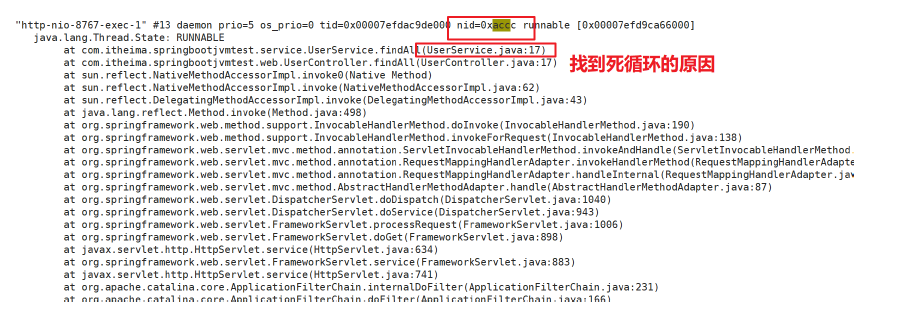 "http-nio-8767-exec-1" #13 daemon prio=5 os_prio=0 tid=0x00007efdac9de000 nid=0xaccc runnable [0x00007efd9ca66000]
java.lang.Thread.State: RUNNABLE
at com.itheima.springbootjvmtest.service.UserService.findAll(UserService.java:17)
at com.itheima.springbootjvmtest.web.UserController.findAll(UserController.java:17)
找到死循环的原因
at sun.reflect.NativeMethodAccessorImpl.invoke0(Native Method)
at sun.reflect.NativeMethodAccessorImpl.invoke(NativeMethodAccessorImpl.java:62)
at sun.reflect.DelegatingMethodAccessorImpl.invoke(DelegatingMethodAccessorImpl.java:43)
at java.lang.reflect.Method.invoke(Method.java:498)
at org.springframework.web.method.support.InvocableHandlerMethod.doInvoke(InvocableHandlerMethod.java:190)
at org.springframework.web.method.support.InvocableHandlerMethod.invokeForRequest(InvocableHandlerMethod.java:138)
at org.springframework.web.servlet.mvc.method.annotation.ServletInvocableHandlerMethod.invokeAndHandle(ServletInvocableHandlerMethod.
at org.springframework.web.servlet.mvc.method.annotation.RequestMappingHandlerAdapter.invokeHandlerMethod(RequestMappingHandlerAdapte
at org.springframework.web.servlet.mvc.method.annotation.RequestMappingHandlerAdapter.handleInternal(RequestMappingHandlerAdapter.jav
at org.springframework.web.servlet.mvc.method.AbstractHandlerMethodAdapter.handle(AbstractHandlerMethodAdapter.java:87)
at org.springframework.web.servlet.DispatcherServlet.doDispatch(DispatcherServlet.java:1040)
at org.springframework.web.servlet.DispatcherServlet.doService(DispatcherServlet.java:943)
at org.springframework.web.servlet.FrameworkServlet.processRequest(FrameworkServlet.java:1006)
at org.springframework.web.servlet.FrameworkServlet.doGet(FrameworkServlet.java:898)
at javax.servlet.http.HttpServlet.service(HttpServlet.java:634)
at org.springframework.web.servlet.FrameworkServlet.service(FrameworkServlet.java:883)
at javax.servlet.http.HttpServlet.service(HttpServlet.java:741)
at org.apache.catalina.core.ApplicationFilterChain.internalDoFilter(ApplicationFilterChain.java:231)
at org.apache.catalina.core.ApplicationFilterChain.doFilter(ApplicationFilterChain.java:166)